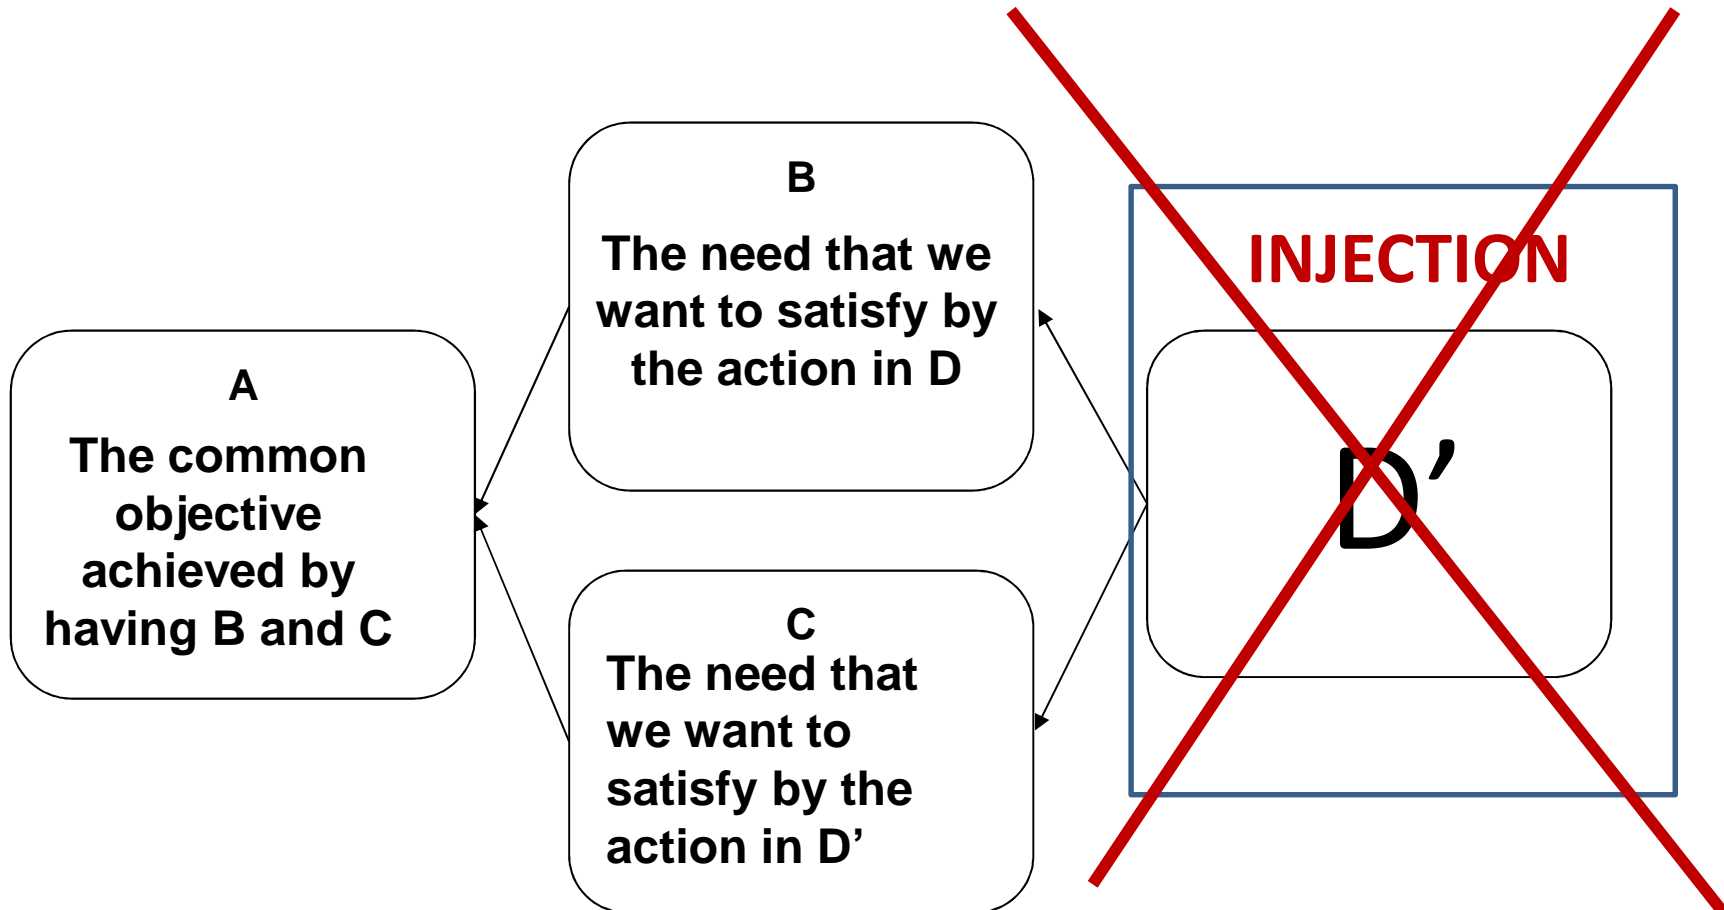 A
The common
objective
achieved by
having B and C
B
The need that we
want to satisfy by
the action in D
C
The need that
we want to
satisfy by the
action in D’
INJECTION
D’